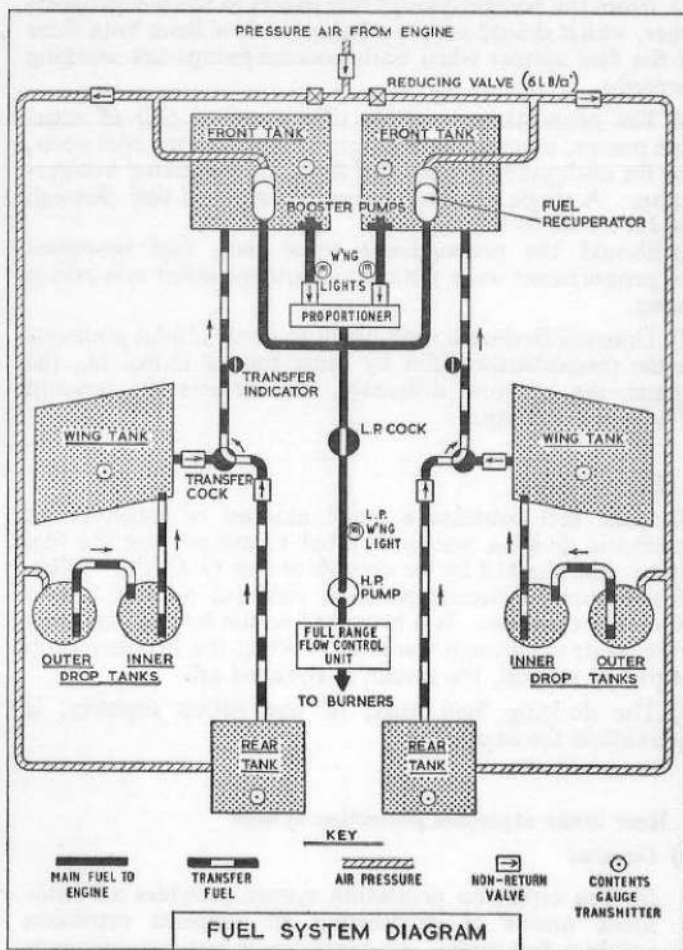 PRESSURE AIR FROM ENGINE
REDUCING VALVE (6 LB/□")
FRONT TANK
FRONT TANK
BOOSTER PUMPS
FUEL
RECUPERATOR
W'NG
LIGHTS
PROPORTIONER
TRANSFER
INDICATOR
L.P. COCK
WING TANK
WING TANK
TRANSFER
COCK
L.P.
W'NG
LIGHT
H.P.
PUMP
FULL RANGE
FLOW CONTROL
UNIT
OUTER INNER
DROP TANKS
INNER OUTER
DROP TANKS
TO BURNERS
REAR
TANK
REAR
TANK
KEY
MAIN FUEL TO
ENGINE
TRANSFER
FUEL
AIR PRESSURE
NON-RETURN
VALVE
CONTENTS
GAUGE
TRANSMITTER
FUEL SYSTEM DIAGRAM